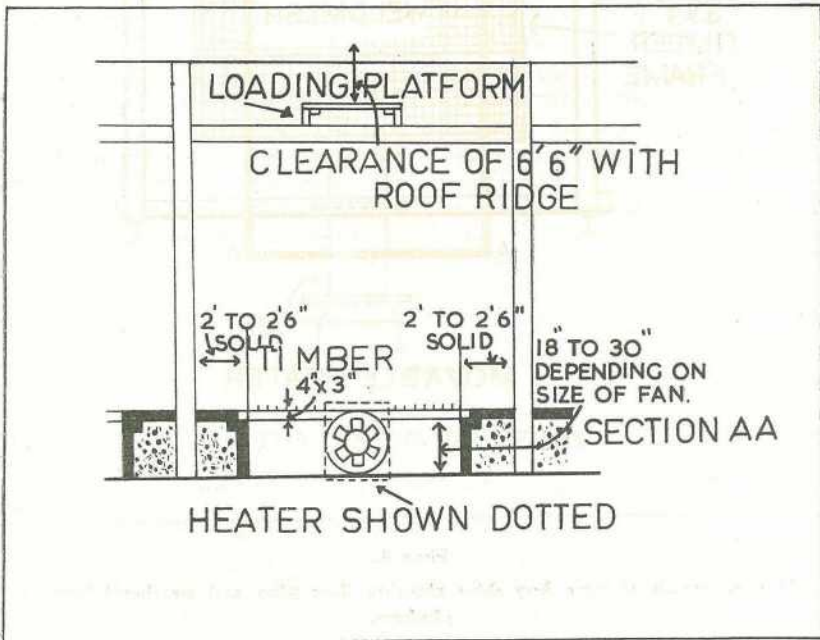 LOADING PLATFORM
CLEARANCE OF 6'6" WITH
ROOF RIDGE
2' TO 2'6"
SOLID
TIMBER
4"x 3"
2' TO 2'6"
SOLID
18" TO 30"
DEPENDING ON
SIZE OF FAN.
SECTION AA
HEATER SHOWN DOTTED